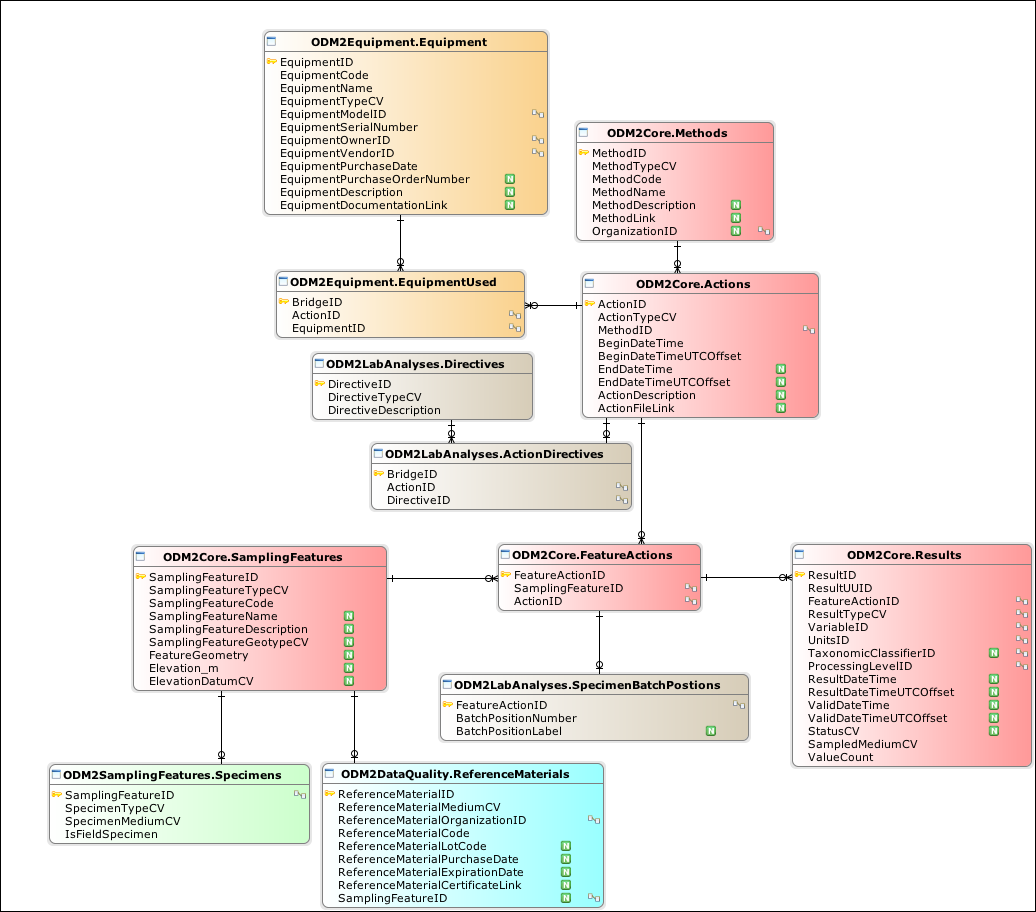 ODM2Equipment.Equipment
EquipmentID
EquipmentCode
EquipmentName
EquipmentTypeCV
EquipmentModelID
EquipmentSerialNumber
EquipmentOwnerID
EquipmentVendorID
EquipmentPurchaseDate
EquipmentPurchaseOrderNumber N
EquipmentDescription N
EquipmentDocumentationLink N
ODM2Core.Methods
MethodID
MethodTypeCV
MethodCode
MethodName
MethodDescription N
MethodLink N
OrganizationID N
ODM2Equipment.EquipmentUsed
BridgeID
ActionID
EquipmentID
ODM2Core.Actions
ActionID
ActionTypeCV
MethodID
BeginDateTime
BeginDateTimeUTCOffset
EndDateTime N
EndDateTimeUTCOffset N
ActionDescription N
ActionFileLink N
ODM2LabAnalyses.Directives
DirectiveID
DirectiveTypeCV
DirectiveDescription
ODM2LabAnalyses.ActionDirectives
BridgeID
ActionID
DirectiveID
ODM2Core.SamplingFeatures
SamplingFeatureID
SamplingFeatureTypeCV
SamplingFeatureCode
SamplingFeatureName N
SamplingFeatureDescription N
SamplingFeatureGeotypeCV N
FeatureGeometry N
Elevation_m N
ElevationDatumCV N
ODM2Core.FeatureActions
FeatureActionID
SamplingFeatureID
ActionID
ODM2Core.Results
ResultID
ResultUUID
FeatureActionID
ResultTypeCV
VariableID
UnitsID
TaxonomicClassifierID N
ProcessingLevelID
ResultDateTime N
ResultDateTimeUTCOffset N
ValidDateTime N
ValidDateTimeUTCOffset N
StatusCV N
SampledMediumCV
ValueCount
ODM2LabAnalyses.SpecimenBatchPostions
FeatureActionID
BatchPositionNumber
BatchPositionLabel N
ODM2SamplingFeatures.Specimens
SamplingFeatureID
SpecimenTypeCV
SpecimenMediumCV
IsFieldSpecimen
ODM2DataQuality.ReferenceMaterials
ReferenceMaterialID
ReferenceMaterialMediumCV
ReferenceMaterialOrganizationID
ReferenceMaterialCode
ReferenceMaterialLotCode N
ReferenceMaterialPurchaseDate N
ReferenceMaterialExpirationDate N
ReferenceMaterialCertificateLink N
SamplingFeatureID N